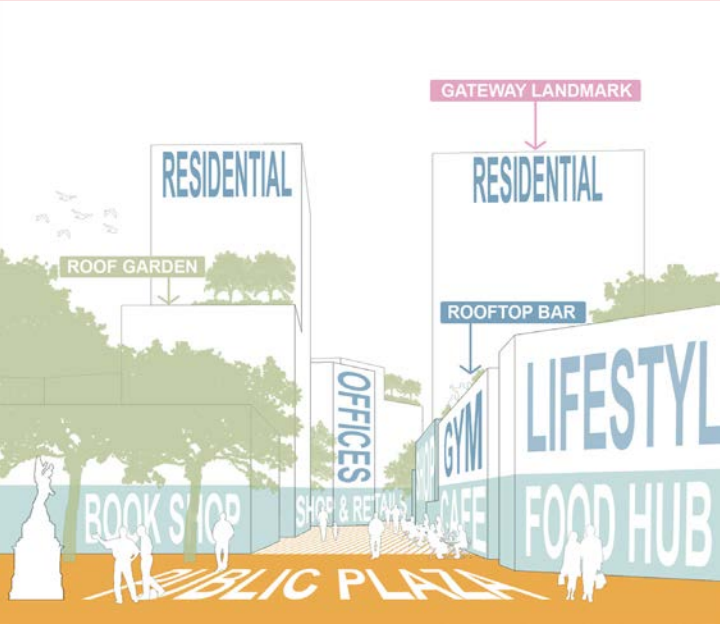 GATEWAY LANDMARK
RESIDENTIAL
RESIDENTIAL
ROOF GARDEN
ROOFTOP BAR
OFFICES
GYM
LIFESTYL
BOOK SHOP
SHOP & RETAIL
SHOP
CAFE
FOOD HUB
PUBLIC PLAZA